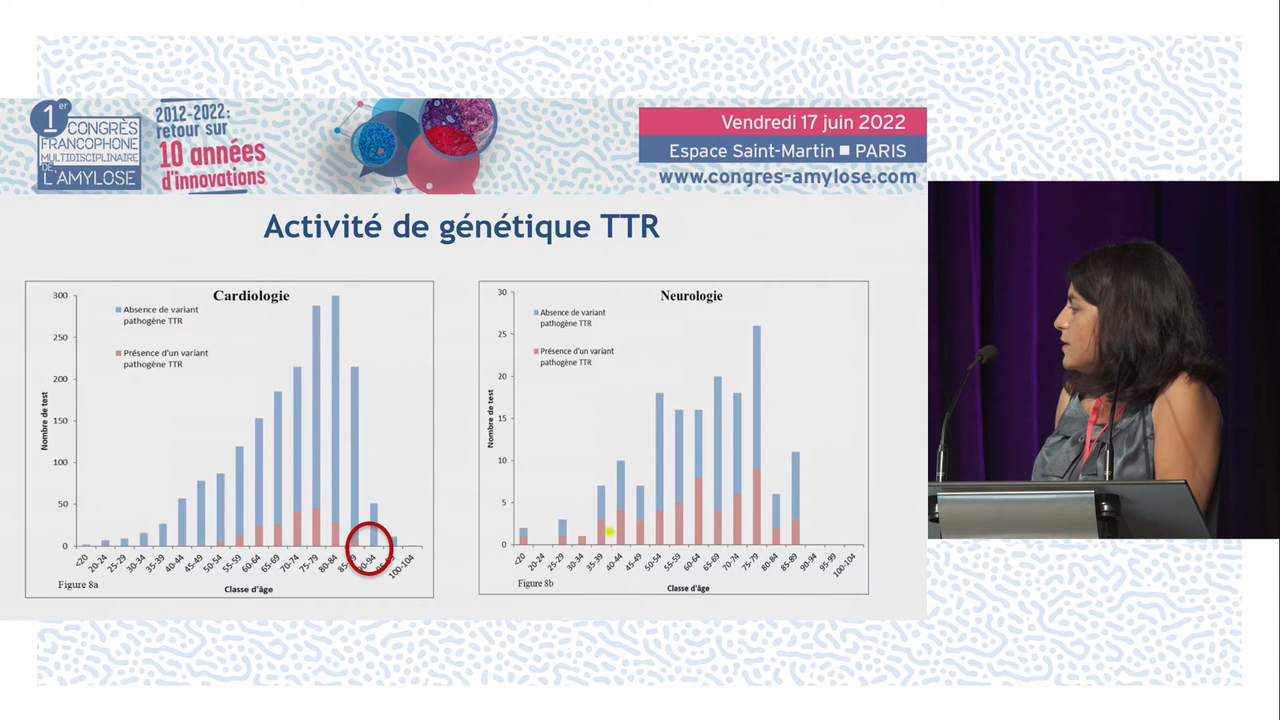 1er
CONGRÈS
FRANCOPHONE
MULTIDISCIPLINAIRE
DE
L'AMYLOSE
2012-2022:
retour sur
10 années
d'innovations
Vendredi 17 juin 2022
Espace Saint-Martin ■ PARIS
www.congres-amylose.com
Activité de génétique TTR
Cardiologie
Absence de variant
pathogène TTR
Présence d'un variant
pathogène TTR
Nombre de test
300
250
200
150
100
50
0
<20
20-24
25-29
30-34
35-39
40-44
45-49
50-54
55-59
60-64
65-69
70-74
75-79
80-84
100-104
Classe d'âge
Figure 8a
Neurologie
Absence de variant
pathogène TTR
Présence d'un variant
pathogène TTR
Nombre de test
30
25
20
15
10
5
0
<20
20-24
25-29
30-34
35-39
40-44
45-49
50-54
55-59
60-64
65-69
70-74
75-79
80-84
85-89
90-94
95-99
100-104
Classe d'âge
Figure 8b